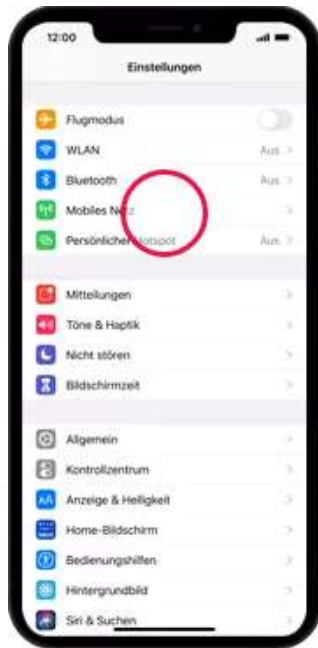 12:00
Einstellungen
Flugmodus
WLAN Aus
Bluetooth Aus
Mobiles Netz
Persönlicher Hotspot Aus
Mitteilungen
Töne & Haptik
Nicht stören
Bildschirmzeit
Allgemein
Kontrollzentrum
AA Anzeige & Helligkeit
Home-Bildschirm
Bedienungshilfen
Hintergrundbild
Siri & Suchen